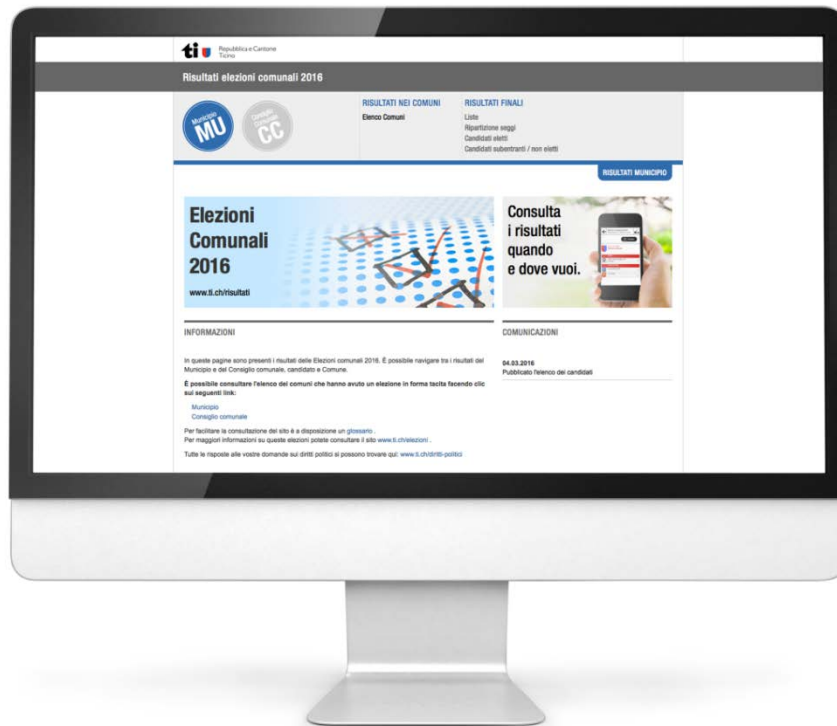 ti
Repubblica e Cantone
Ticino
Risultati elezioni comunali 2016
Municipio
MU
Consiglio
Comunale
CC
RISULTATI NEI COMUNI
Elenco Comuni
RISULTATI FINALI
Liste
Ripartizione seggi
Candidati eletti
Candidati subentranti / non eletti
RISULTATI MUNICIPIO
Elezioni
Comunali
2016
www.ti.ch/risultati
Consulta
i risultati
quando
e dove vuoi.
INFORMAZIONI
In queste pagine sono presenti i risultati delle Elezioni comunali 2016. È possibile navigare tra i risultati del
Municipio e del Consiglio comunale, candidato e Comune.
È possibile consultare l'elenco dei comuni che hanno avuto un elezione in forma tacita facendo clic
sui seguenti link:
Municipio
Consiglio comunale
Per facilitare la consultazione del sito è a disposizione un glossario .
Per maggiori informazioni su queste elezioni potete consultare il sito www.ti.ch/elezioni .
Tutte le risposte alle vostre domande sui diritti politici si possono trovare qui: www.ti.ch/diritti-politici
COMUNICAZIONI
04.03.2016
Pubblicato l'elenco dei candidati